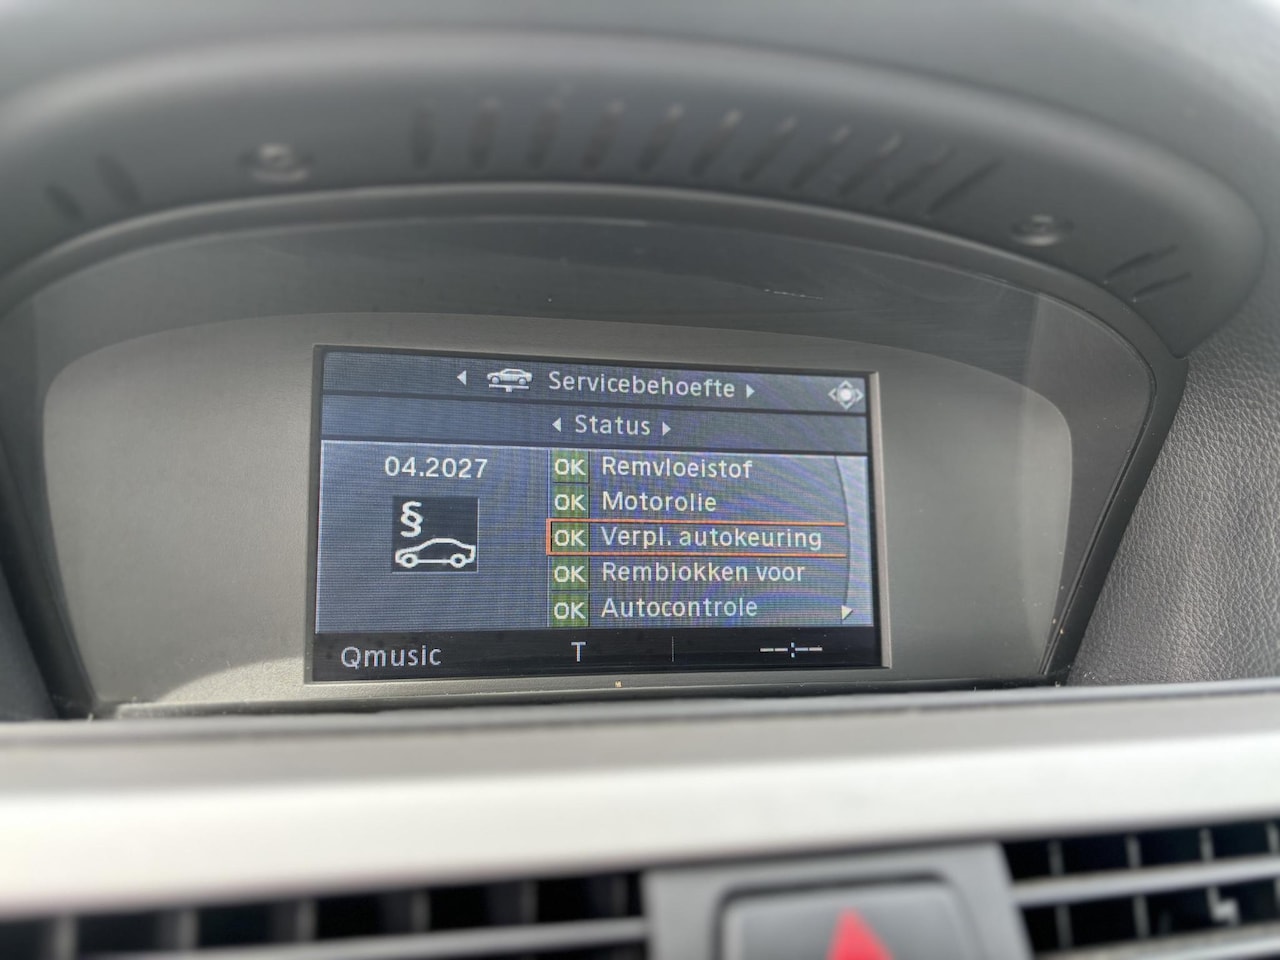 Servicebehoefte
Status
04.2027
OK Remvloeistof
OK Motorolie
§
OK Verpl. autokeuring
OK Remblokken voor
OK Autocontrole
Qmusic T --:--